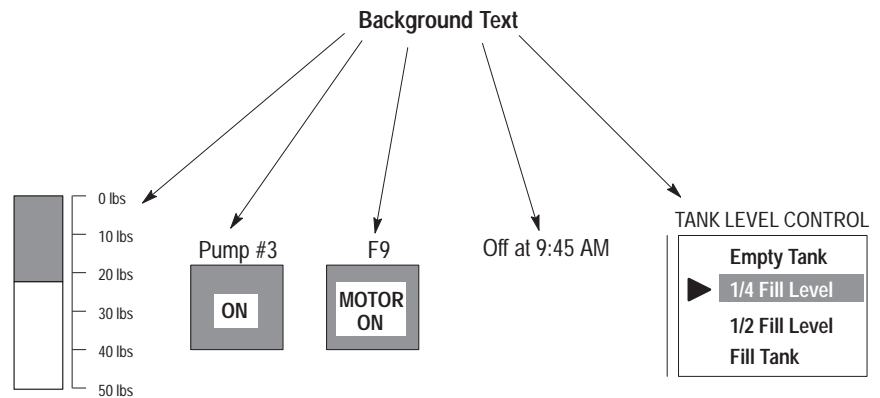 Background Text
0 lbs
10 lbs
20 lbs
30 lbs
40 lbs
50 lbs
Pump #3
ON
F9
MOTOR
ON
Off at 9:45 AM
TANK LEVEL CONTROL
Empty Tank
1/4 Fill Level
1/2 Fill Level
Fill Tank